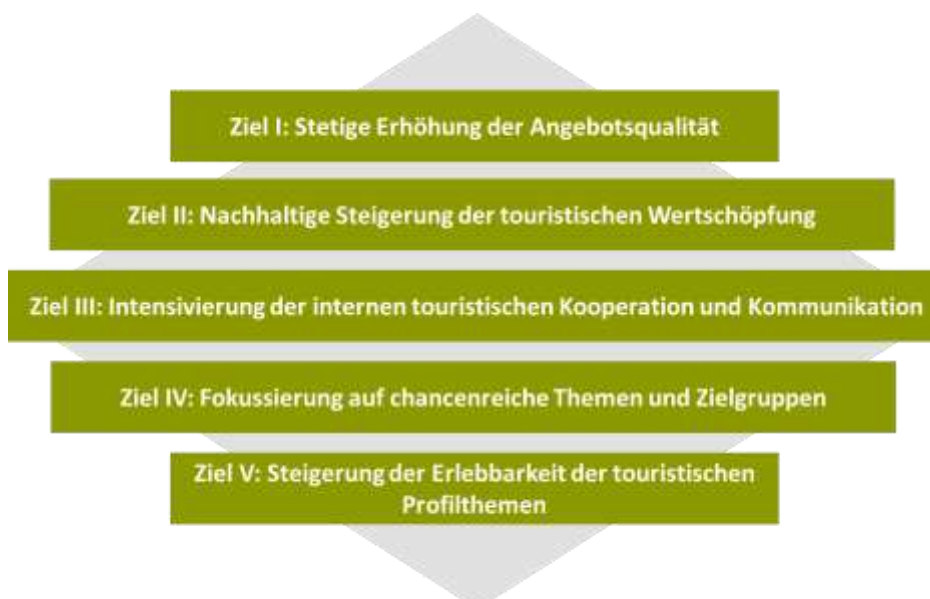 Ziel I: Stetige Erhöhung der Angebotsqualität
Ziel II: Nachhaltige Steigerung der touristischen Wertschöpfung
Ziel III: Intensivierung der internen touristischen Kooperation und Kommunikation
Ziel IV: Fokussierung auf chancenreiche Themen und Zielgruppen
Ziel V: Steigerung der Erlebbarkeit der touristischen
Profilthemen